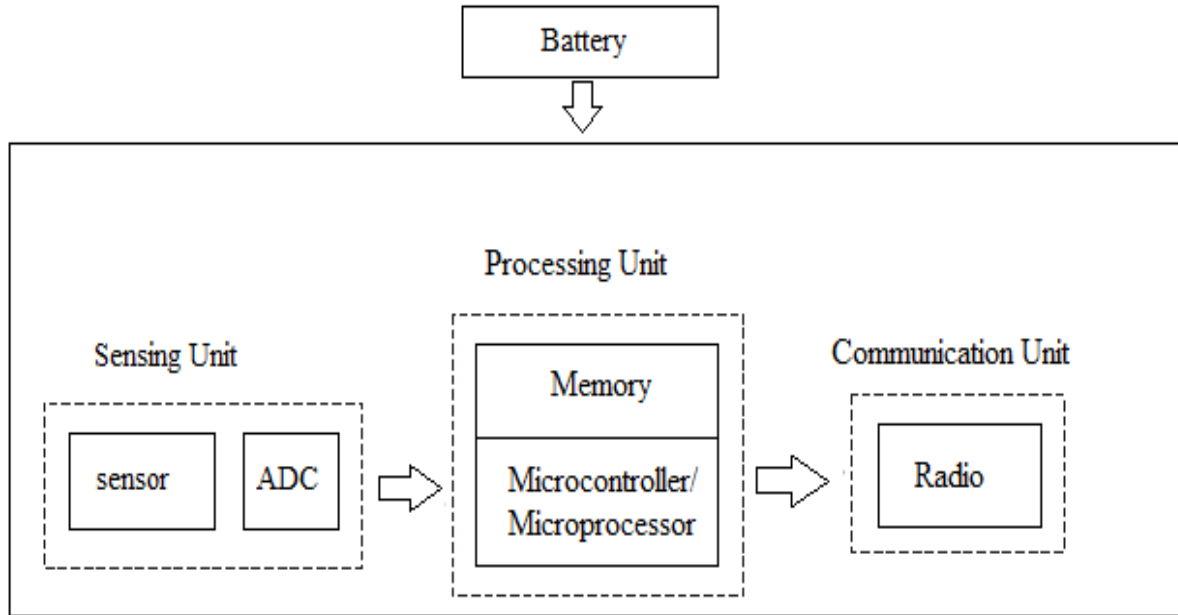 Battery
Processing Unit
Sensing Unit
Communication Unit
Memory
sensor
ADC
Microcontroller/
Microprocessor
Radio